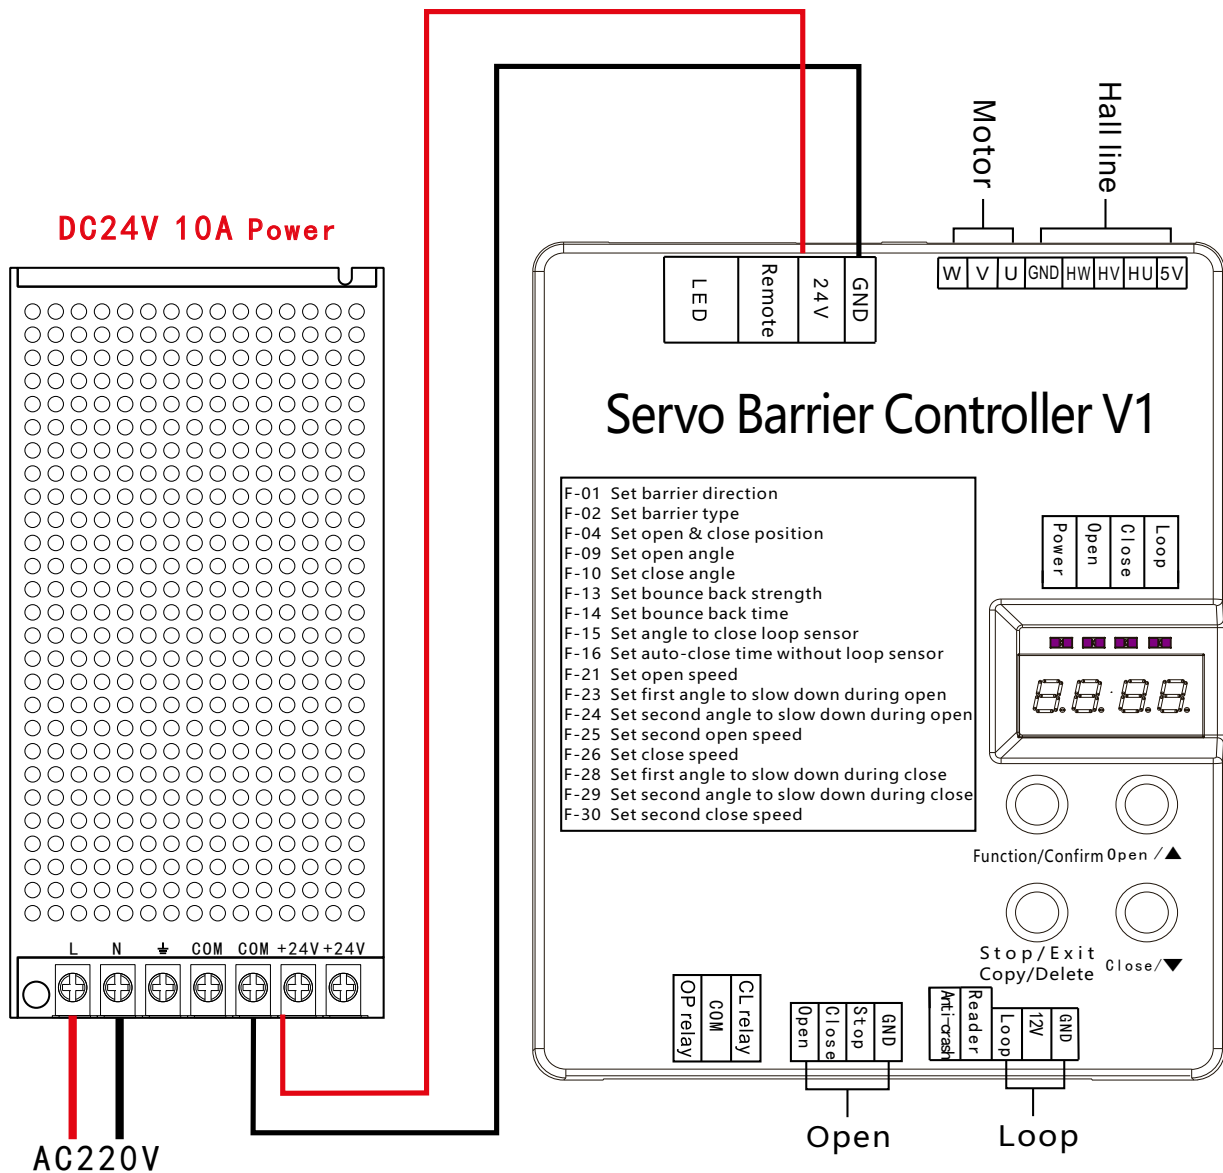 Motor
Hall line
DC24V 10A Power
LED
Remote
24V
GND
W V U GND HW HV HU 5V
Servo Barrier Controller V1
F-01 Set barrier direction
F-02 Set barrier type
F-04 Set open & close position
F-09 Set open angle
F-10 Set close angle
F-13 Set bounce back strength
F-14 Set bounce back time
F-15 Set angle to close loop sensor
F-16 Set auto-close time without loop sensor
F-21 Set open speed
F-23 Set first angle to slow down during open
F-24 Set second angle to slow down during open
F-25 Set second open speed
F-26 Set close speed
F-28 Set first angle to slow down during close
F-29 Set second angle to slow down during close
F-30 Set second close speed
Power
Open
Close
Loop
8.8.8.8.
Function/Confirm
Open /▲
Stop/Exit
Copy/Delete
Close/▼
L N ⏚ COM COM +24V +24V
OP relay
COM
CL relay
Open
Close
Stop
GND
Anti-crash
Reader
Loop
12V
GND
Open
Loop
AC220V